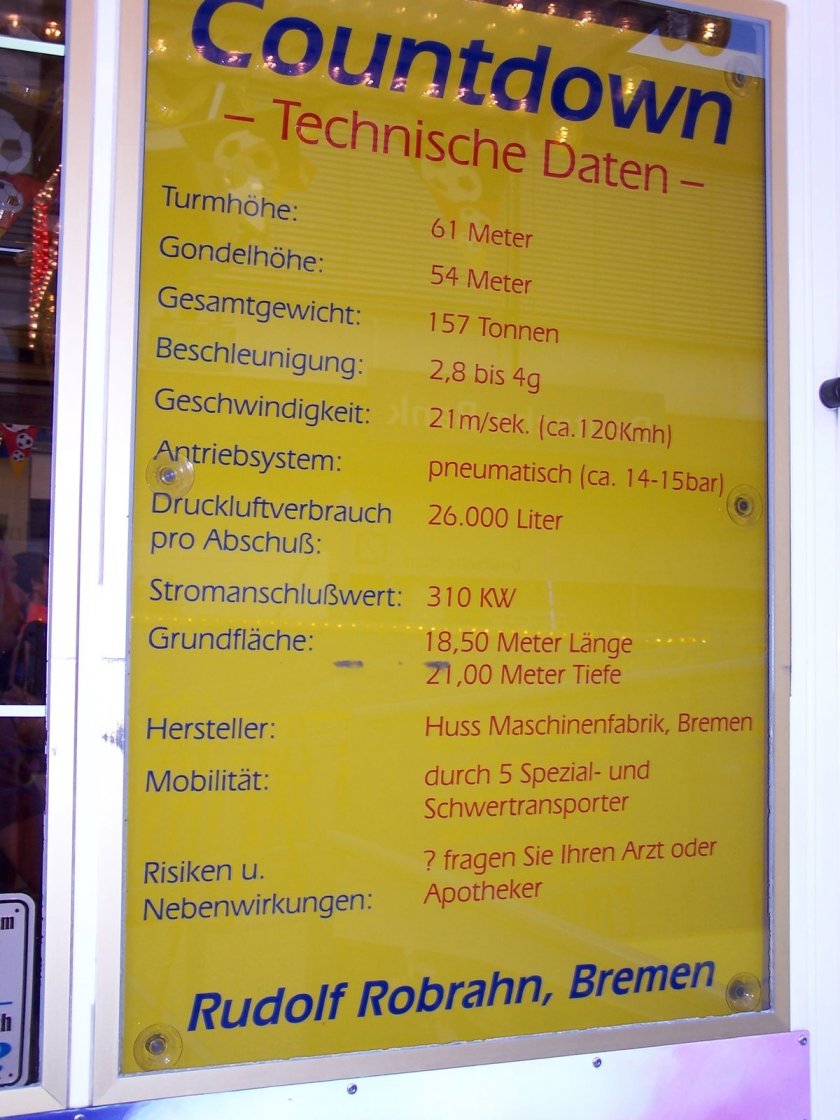 Countdown
– Technische Daten –
Turmhöhe: 61 Meter
Gondelhöhe: 54 Meter
Gesamtgewicht: 157 Tonnen
Beschleunigung: 2,8 bis 4g
Geschwindigkeit: 21m/sek. (ca.120Kmh)
Antriebsystem: pneumatisch (ca. 14-15bar)
Druckluftverbrauch 26.000 Liter
pro Abschuß:
Stromanschlußwert: 310 KW
Grundfläche: 18,50 Meter Länge
21,00 Meter Tiefe
Hersteller: Huss Maschinenfabrik, Bremen
Mobilität: durch 5 Spezial- und
Schwertransporter
Risiken u. ? fragen Sie Ihren Arzt oder
Nebenwirkungen: Apotheker
Rudolf Robrahn, Bremen